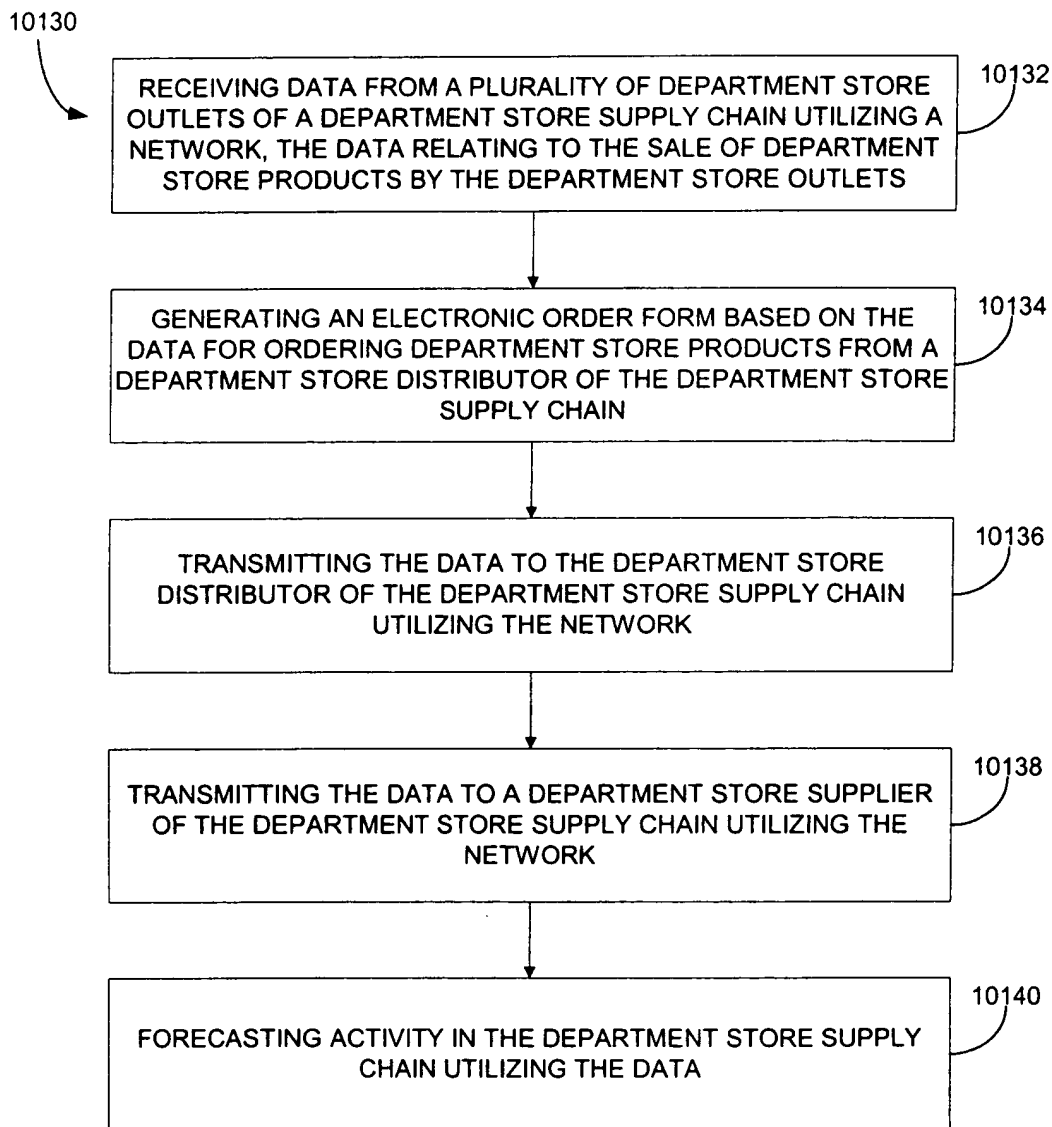 10130
10132
RECEIVING DATA FROM A PLURALITY OF DEPARTMENT STORE
OUTLETS OF A DEPARTMENT STORE SUPPLY CHAIN UTILIZING A
NETWORK, THE DATA RELATING TO THE SALE OF DEPARTMENT
STORE PRODUCTS BY THE DEPARTMENT STORE OUTLETS
10134
GENERATING AN ELECTRONIC ORDER FORM BASED ON THE
DATA FOR ORDERING DEPARTMENT STORE PRODUCTS FROM A
DEPARTMENT STORE DISTRIBUTOR OF THE DEPARTMENT STORE
SUPPLY CHAIN
10136
TRANSMITTING THE DATA TO THE DEPARTMENT STORE
DISTRIBUTOR OF THE DEPARTMENT STORE SUPPLY CHAIN
UTILIZING THE NETWORK
10138
TRANSMITTING THE DATA TO A DEPARTMENT STORE SUPPLIER
OF THE DEPARTMENT STORE SUPPLY CHAIN UTILIZING THE
NETWORK
10140
FORECASTING ACTIVITY IN THE DEPARTMENT STORE SUPPLY
CHAIN UTILIZING THE DATA